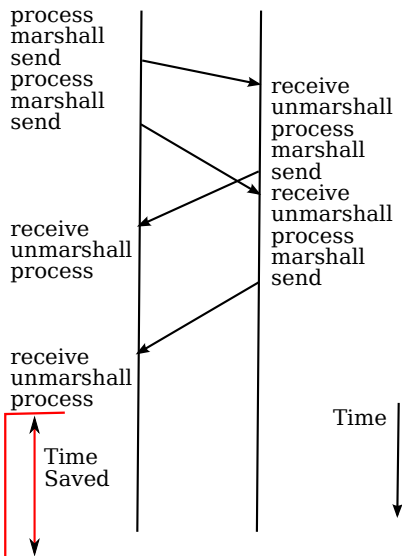 process
marshall
send
process
marshall
send
receive
unmarshall
process
marshall
send
receive
unmarshall
process
marshall
send
receive
unmarshall
process
receive
unmarshall
process
Time
Saved
Time